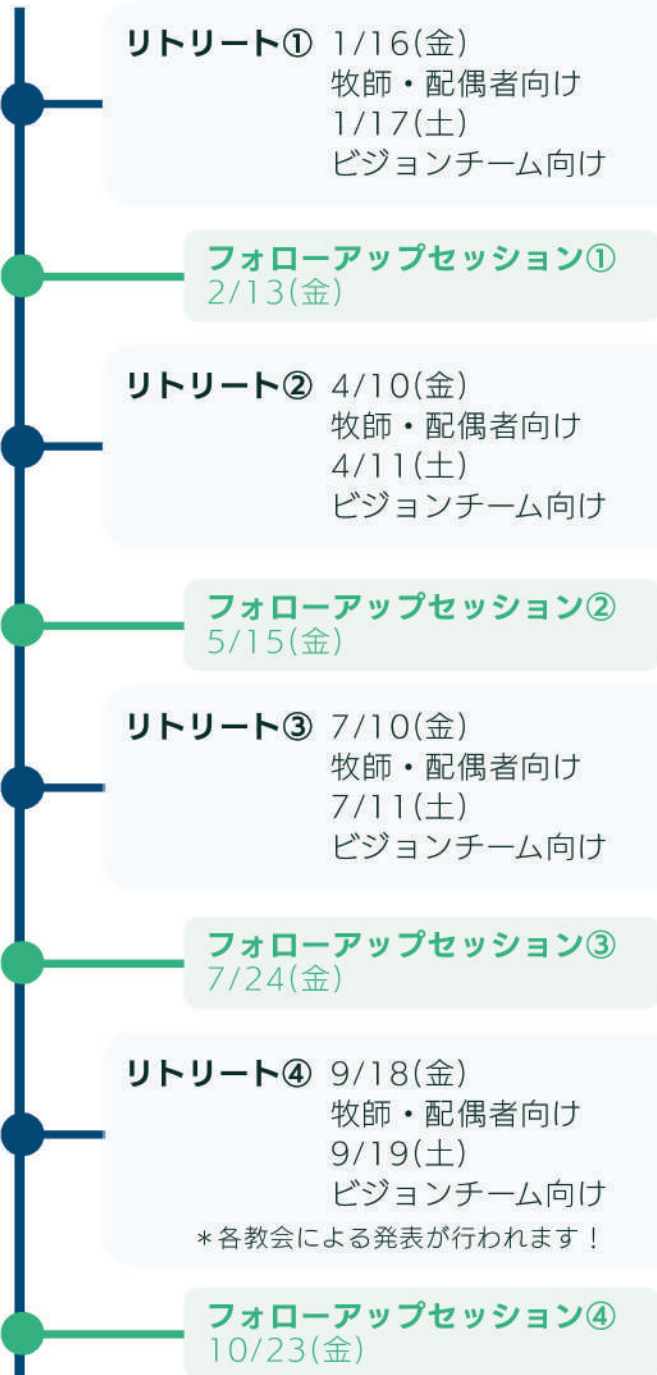 リトリート① 1/16(金)
牧師・配偶者向け
1/17(土)
ビジョンチーム向け
フォローアップセッション①
2/13(金)
リトリート② 4/10(金)
牧師・配偶者向け
4/11(土)
ビジョンチーム向け
フォローアップセッション②
5/15(金)
リトリート③ 7/10(金)
牧師・配偶者向け
7/11(土)
ビジョンチーム向け
フォローアップセッション③
7/24(金)
リトリート④ 9/18(金)
牧師・配偶者向け
9/19(土)
ビジョンチーム向け
*各教会による発表が行われます！
フォローアップセッション④
10/23(金)